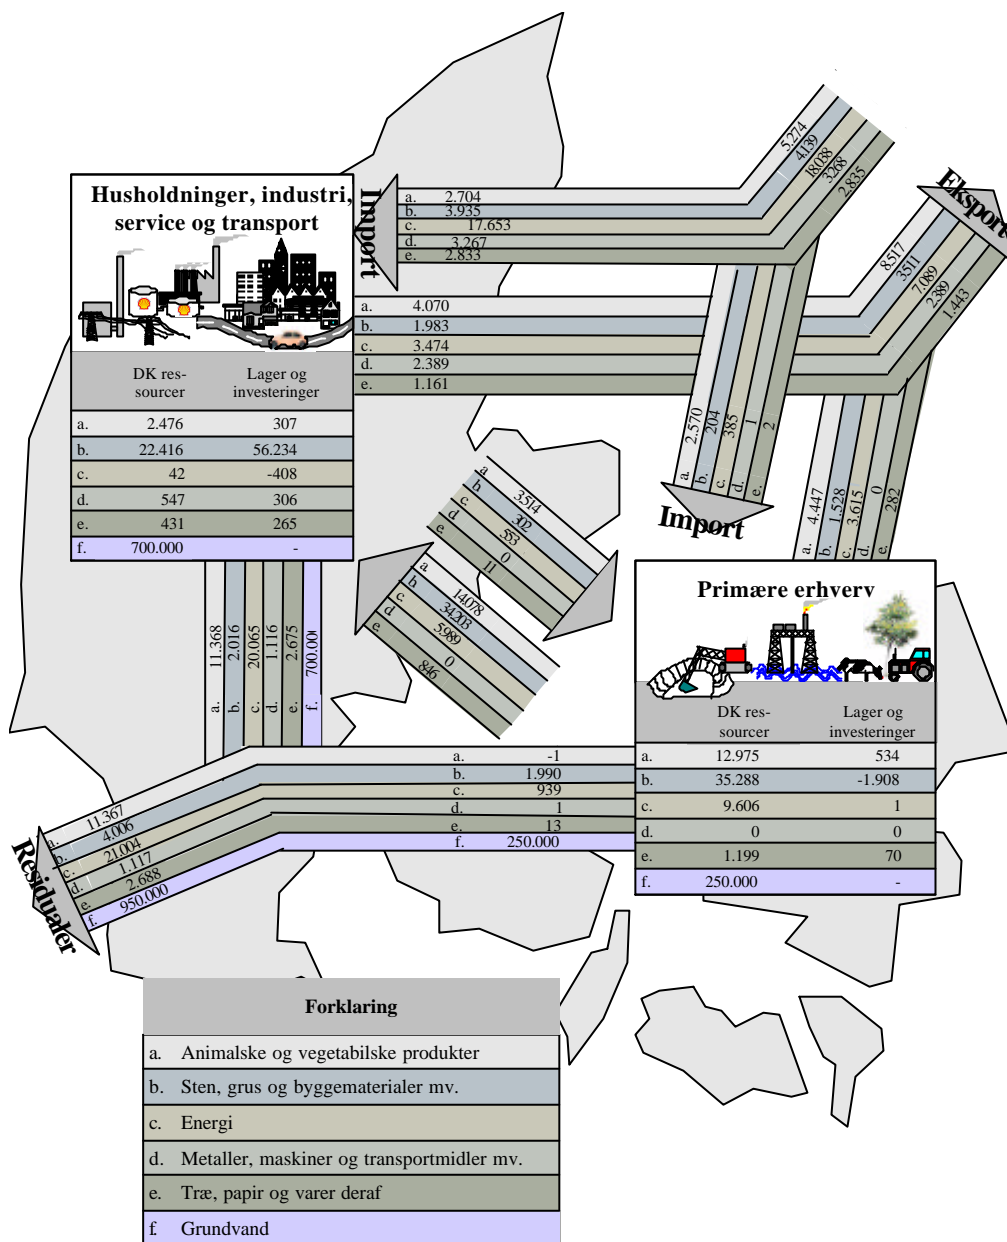 5.274
4.139
18.038
3.268
2.835
Import
a. 2.704
b. 3.935
c. 17.653
d. 3.267
e. 2.833
Eksport
8.517
3.511
7.089
2.389
1.443
Husholdninger, industri,
service og transport
a. 4.070
b. 1.983
c. 3.474
d. 2.389
e. 1.161
DK res-
sourcer
Lager og
investeringer
a. 2.476 307
b. 22.416 56.234
c. 42 -408
d. 547 306
e. 431 265
f. 700.000 -
a. 2.570
b. 204
c. 385
d. 1
e. 2
Import
a. 4.447
b. 1.528
c. 3.615
d. 0
e. 282
a 3.514
b 302
c. 553
d 0
e. 11
a. 14.078
b 34.203
c. 5.989
d 0
e. 846
Primære erhverv
DK res-
sourcer
Lager og
investeringer
a. 12.975 534
b. 35.288 -1.908
c. 9.606 1
d. 0 0
e. 1.199 70
f. 250.000 -
a. 11.368
b. 2.016
c. 20.065
d. 1.116
e. 2.675
f. 700.000
a. -1
b. 1.990
c. 939
d. 1
e. 13
f. 250.000
Residualer
a. 11.367
b. 4.006
c. 21.004
d. 1.117
e. 2.688
f. 950.000
Forklaring
a. Animalske og vegetabilske produkter
b. Sten, grus og byggematerialer mv.
c. Energi
d. Metaller, maskiner og transportmidler mv.
e. Træ, papir og varer deraf
f. Grundvand